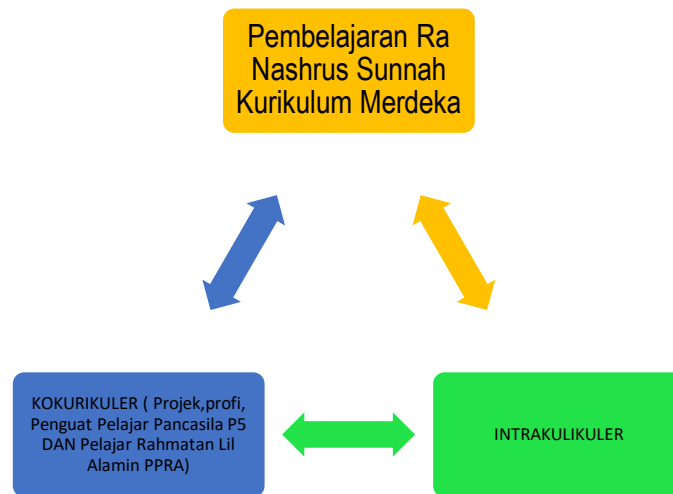 Pembelajaran Ra
Nashrus Sunnah
Kurikulum Merdeka
KOKURIKULER ( Projek,profi,
Penguat Pelajar Pancasila P5
DAN Pelajar Rahmatan Lil
Alamin PPRA)
INTRAKULIKULER